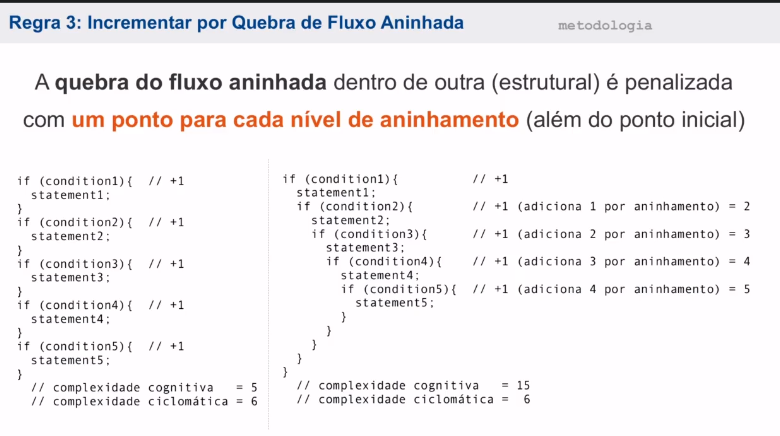 Regra 3: Incrementar por Quebra de Fluxo Aninhada
metodologia
A quebra do fluxo aninhada dentro de outra (estrutural) é penalizada
com um ponto para cada nível de aninhamento (além do ponto inicial)
if (condition1){ // +1
statement1;
}
if (condition2){ // +1
statement2;
}
if (condition3){ // +1
statement3;
}
if (condition4){ // +1
statement4;
}
if (condition5){ // +1
statement5;
}
// complexidade cognitiva = 5
// complexidade ciclomática = 6
if (condition1){ // +1
statement1;
if (condition2){ // +1 (adiciona 1 por aninhamento) = 2
statement2;
if (condition3){ // +1 (adiciona 2 por aninhamento) = 3
statement3;
if (condition4){ // +1 (adiciona 3 por aninhamento) = 4
statement4;
if (condition5){ // +1 (adiciona 4 por aninhamento) = 5
statement5;
}
}
}
}
}
// complexidade cognitiva = 15
// complexidade ciclomática = 6